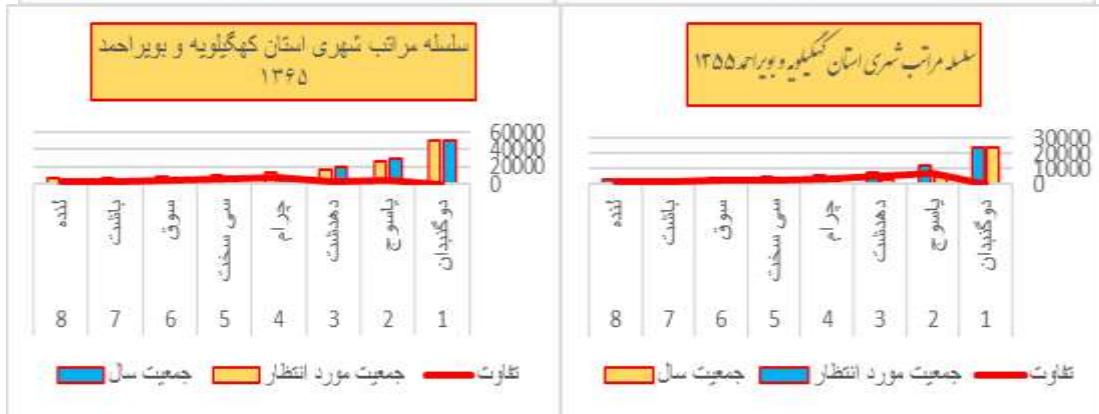 سلسله مراتب شهری استان کهگیلویه و بویراحمد ۱۳۵۵
30000
20000
10000
0
دوگنبدان
یاسوج
دهدشت
چرام
سی سخت
سوق
باشت
لنده
1 2 3 4 5 6 7 8
تفاوت جمعیت مورد انتظار جمعیت سال
سلسله مراتب شهری استان کهگیلویه و بویراحمد
۱۳۶۵
60000
40000
20000
0
دوگنبدان
یاسوج
دهدشت
چرام
سی سخت
سوق
باشت
لنده
1 2 3 4 5 6 7 8
تفاوت جمعیت مورد انتظار جمعیت سال